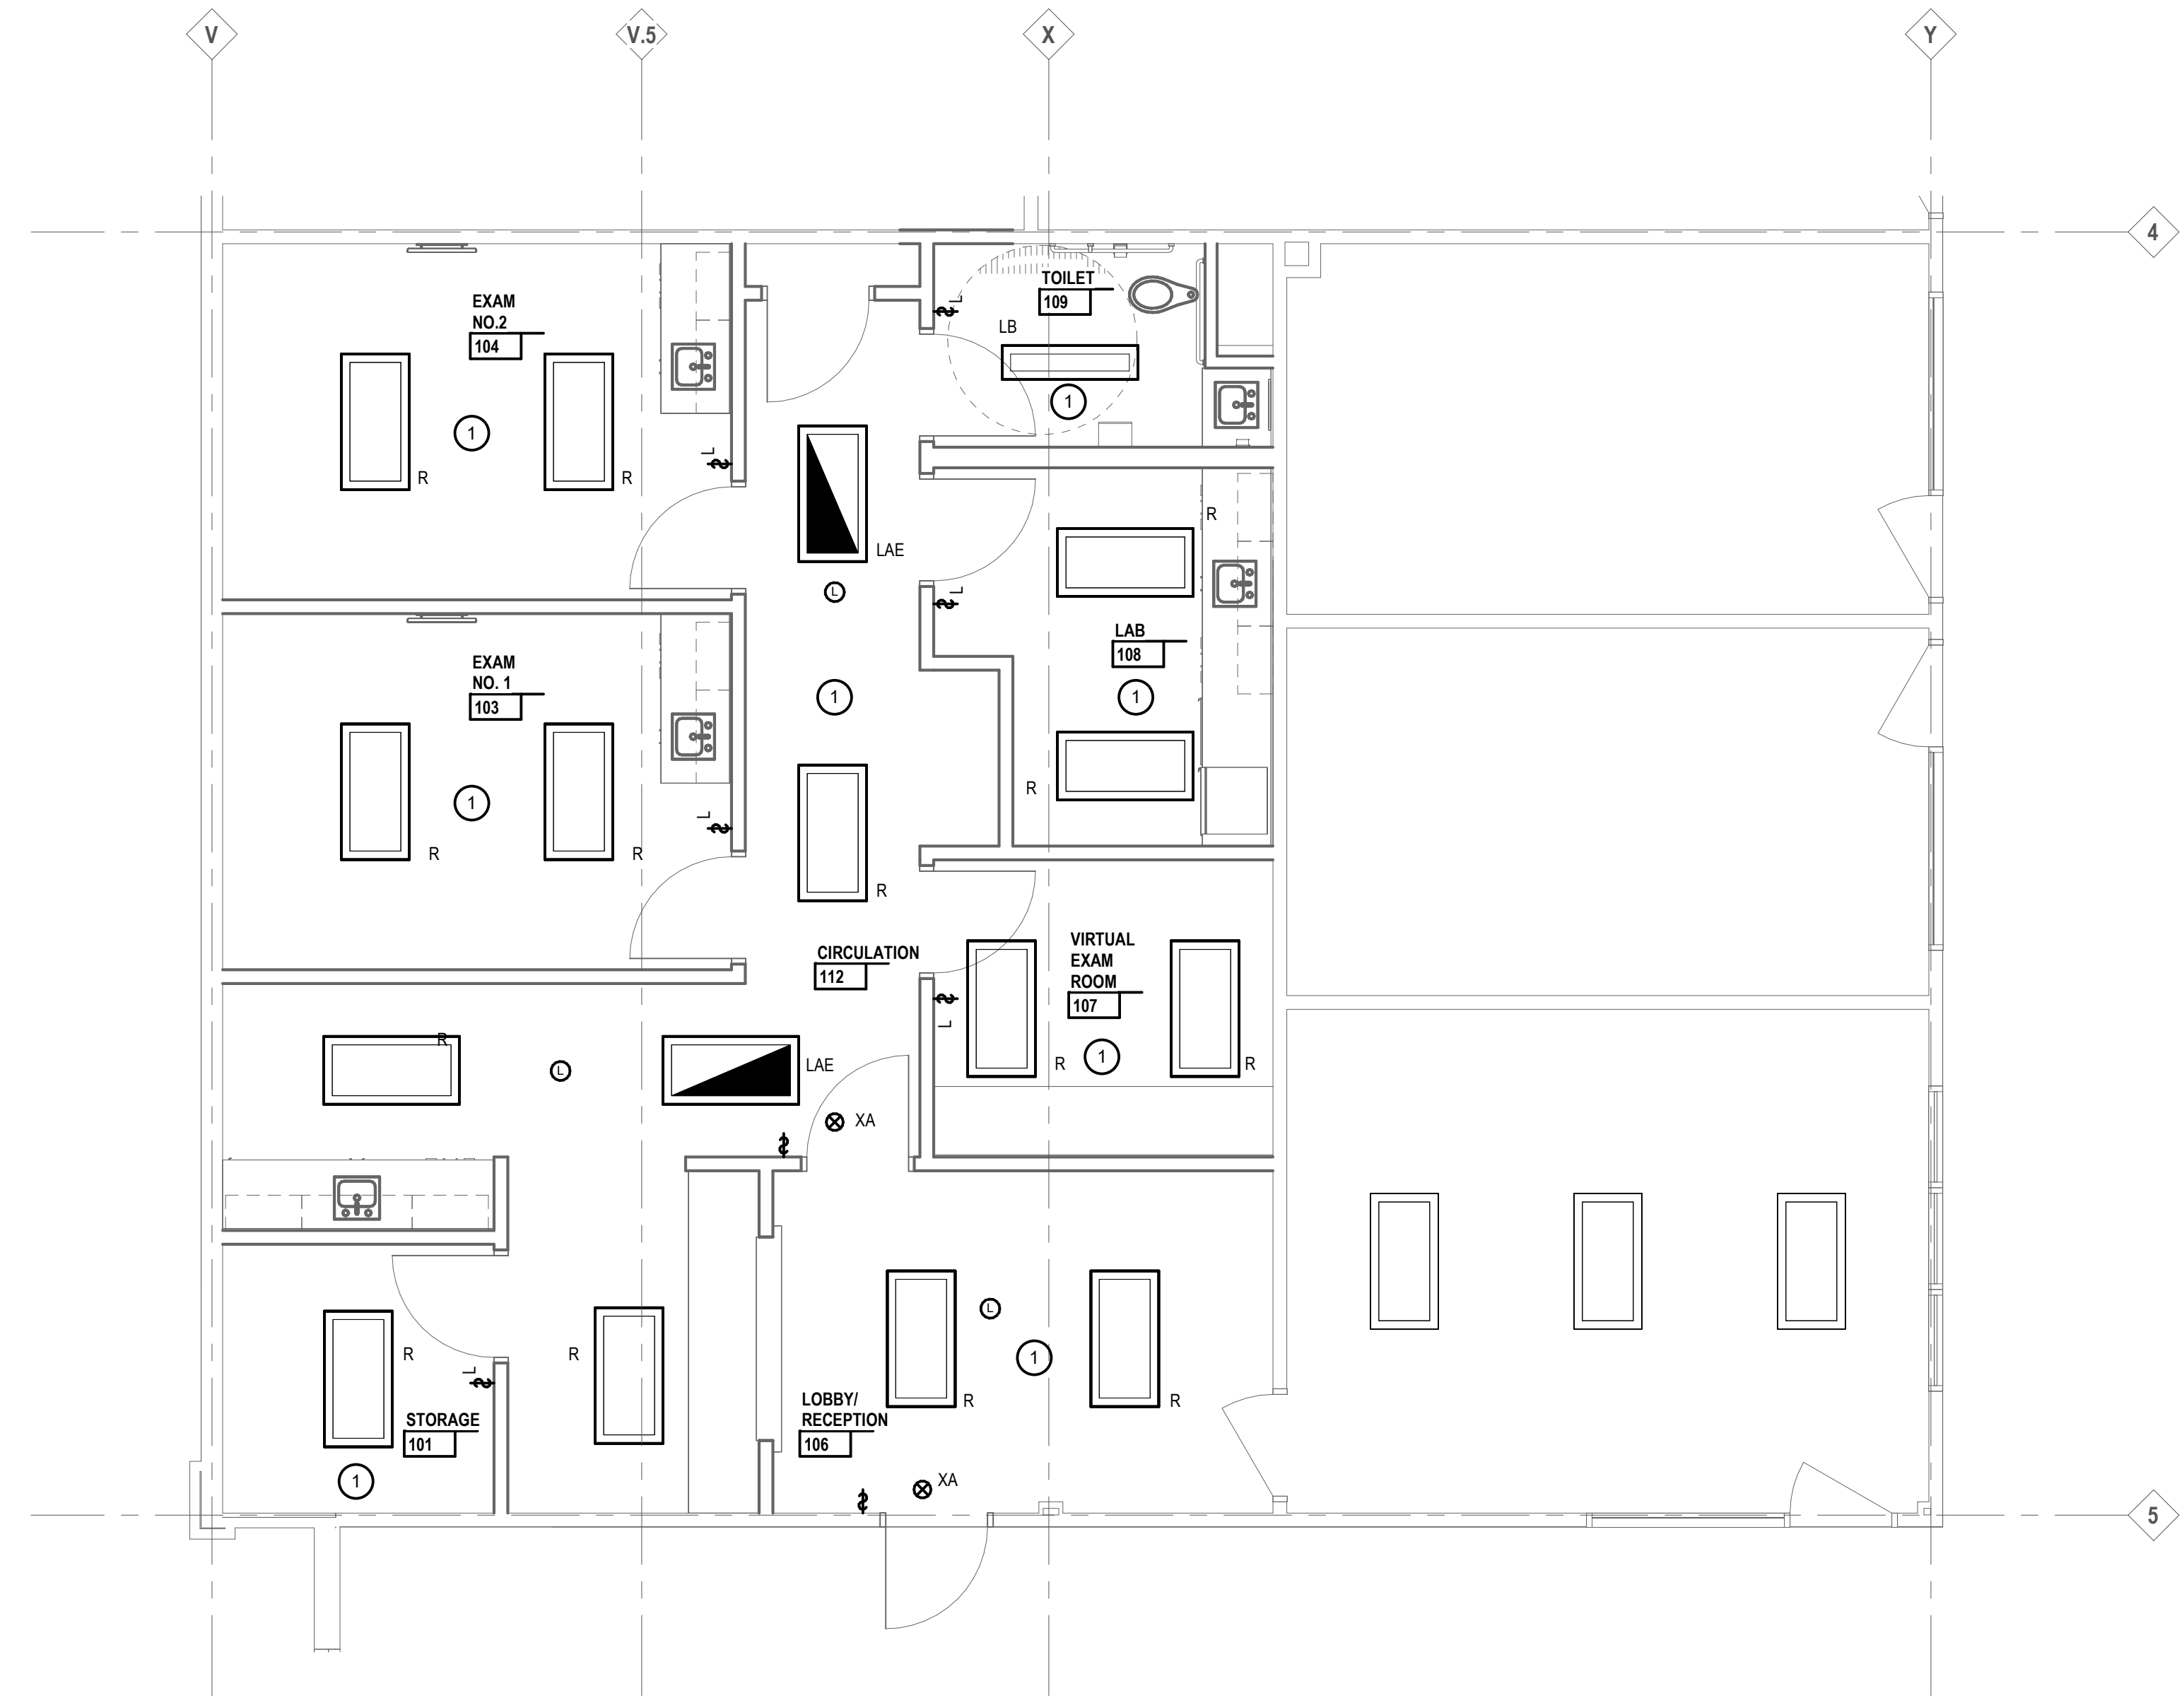 V
V.5
X
Y
4
TOILET
109
L
EXAM
NO.2
104
LB
1
1
L
R
R
R
LAE
L
L
LAB
108
EXAM
NO. 1
103
1
1
R
1
L
R
R
R
VIRTUAL
EXAM
ROOM
107
CIRCULATION
112
L
R
L
LAE
R
1
R
XA
L
R
R
1
L
LOBBY/
RECEPTION
106
R
R
STORAGE
101
1
XA
5